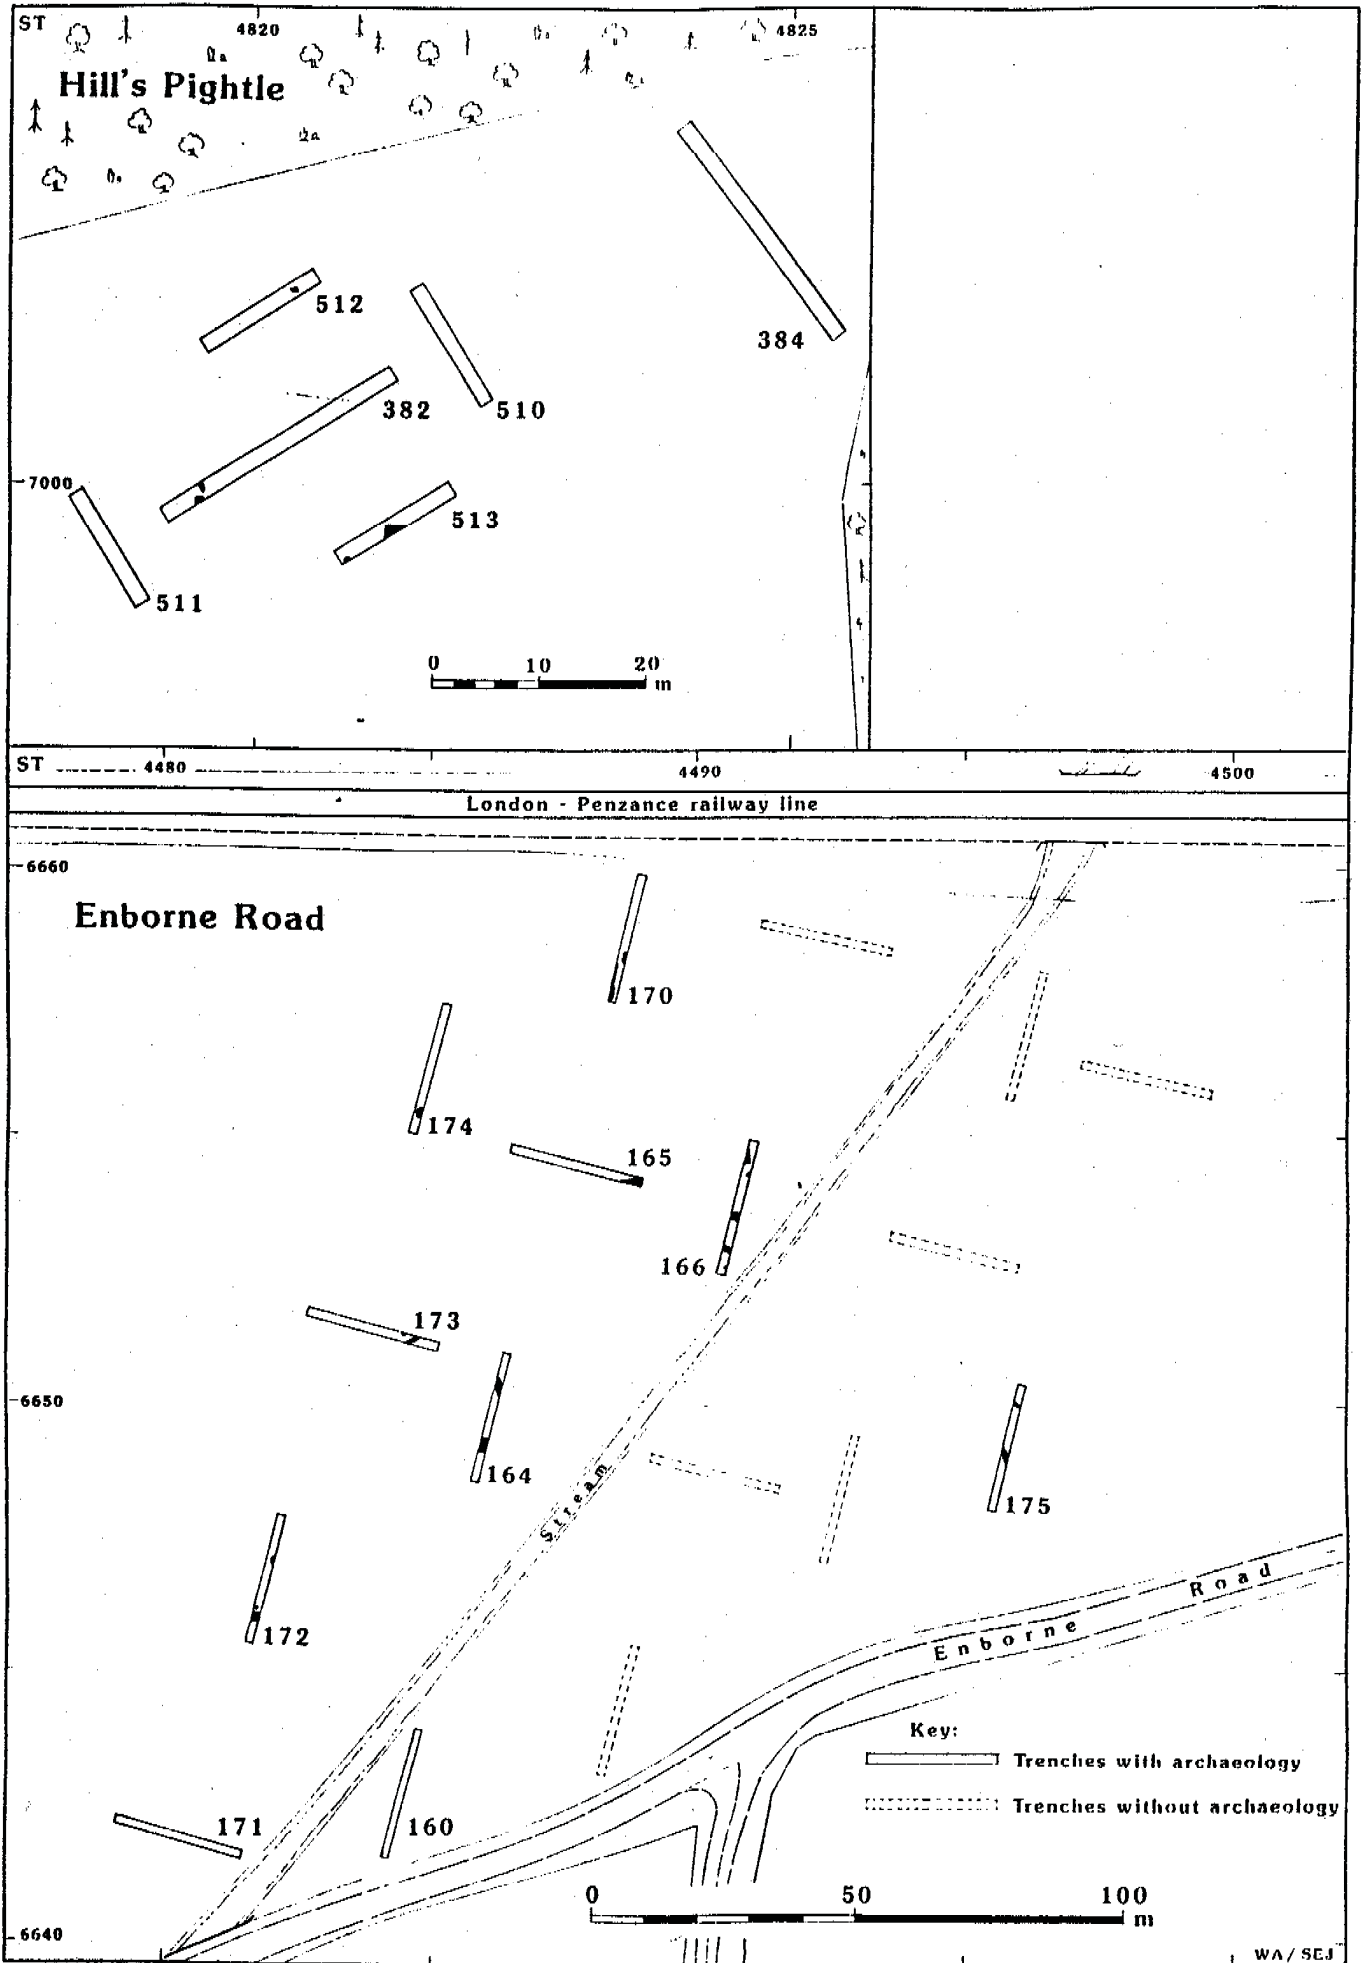 ST 4820 4825
Hill's Pightle
512
384
382
510
7000
513
511
0 10 20
m
ST 4480 4490 4500
London - Penzance railway line
6660
Enborne Road
170
174
165
166
173
6650
164
Stream
175
172
Enborne Road
Key:
Trenches with archaeology
171
160
Trenches without archaeology
0 50 100
m
6640
WA / SEJ